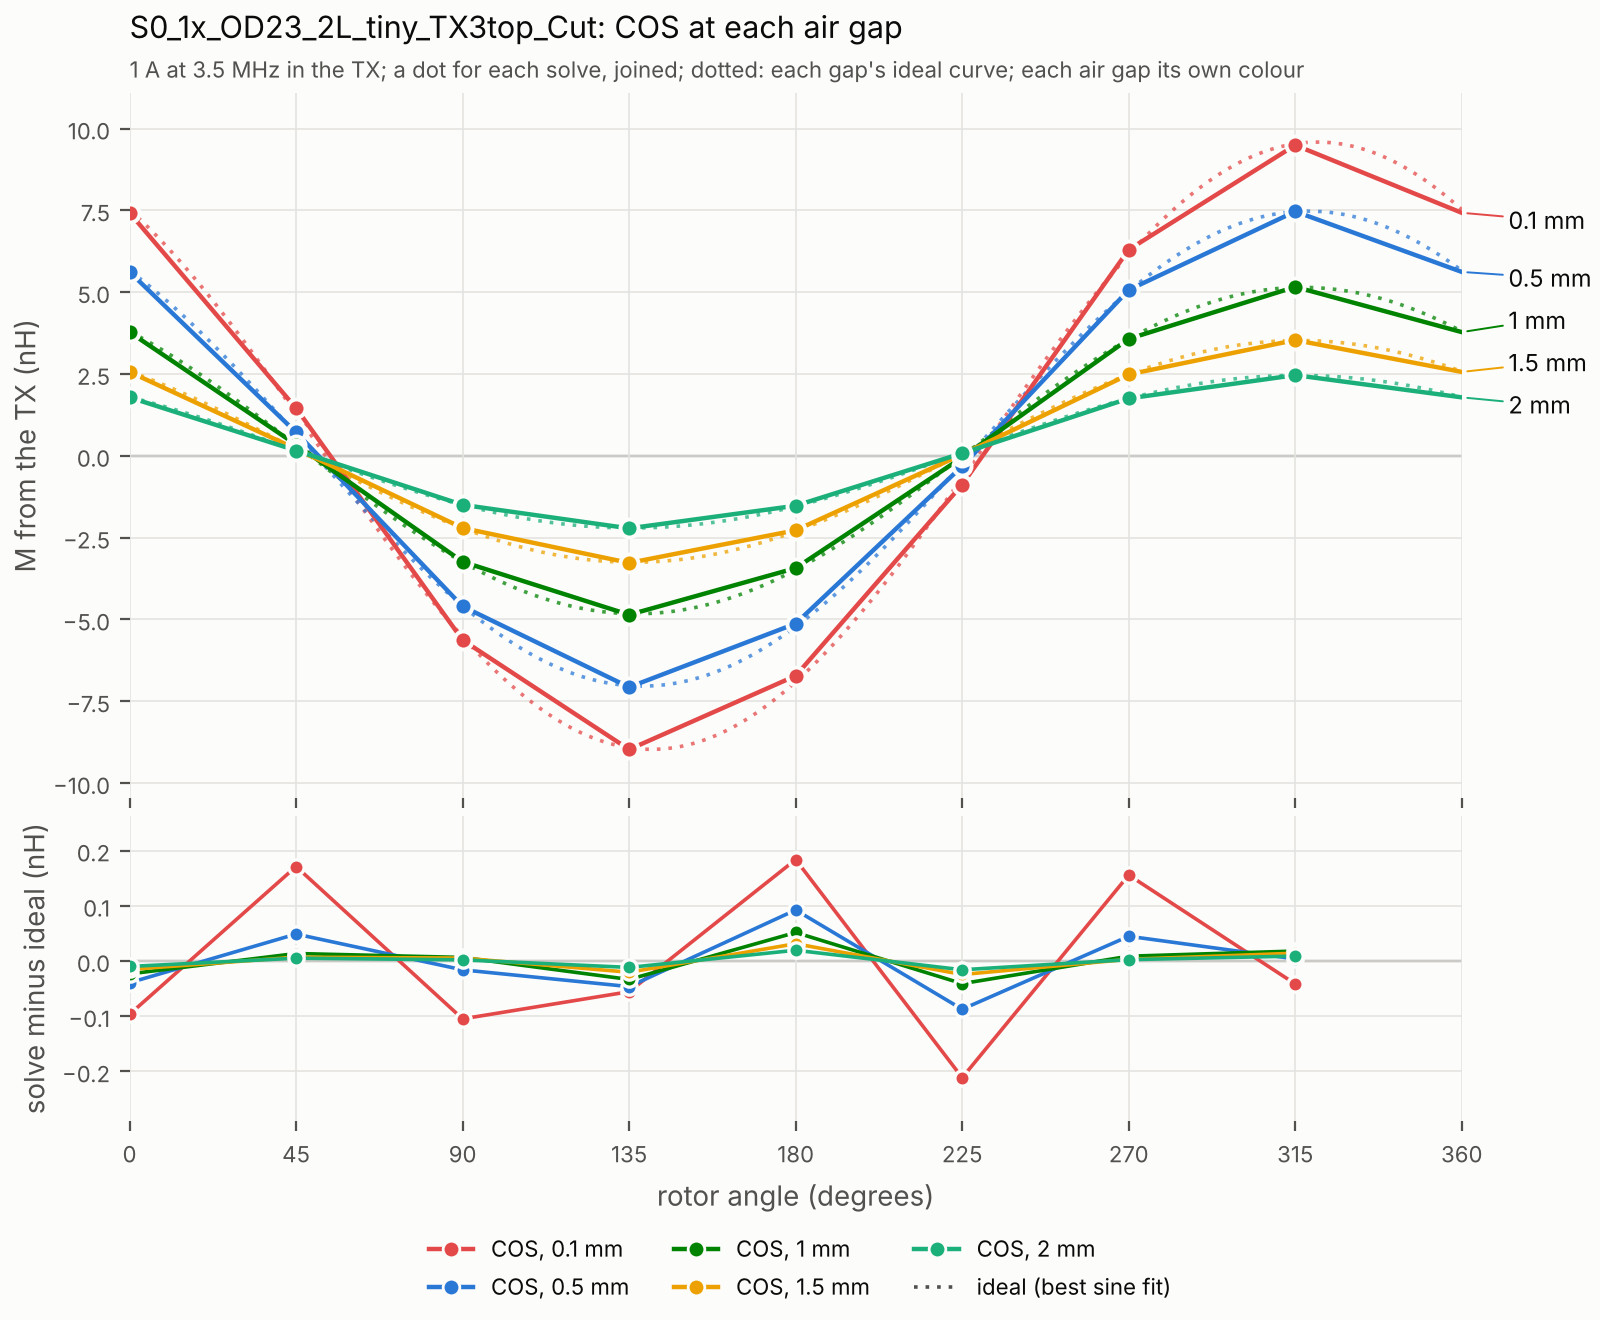 S0_1x_OD23_2L_tiny_TX3top_Cut: COS at each air gap
1 A at 3.5 MHz in the TX; a dot for each solve, joined; dotted: each gap's ideal curve; each air gap its own colour
M from the TX (nH)
10.0
7.5
5.0
2.5
0.0
−2.5
−5.0
−7.5
−10.0
0.1 mm
0.5 mm
1 mm
1.5 mm
2 mm
solve minus ideal (nH)
0.2
0.1
0.0
−0.1
−0.2
0 45 90 135 180 225 270 315 360
rotor angle (degrees)
COS, 0.1 mm COS, 1 mm COS, 2 mm
COS, 0.5 mm COS, 1.5 mm ideal (best sine fit)